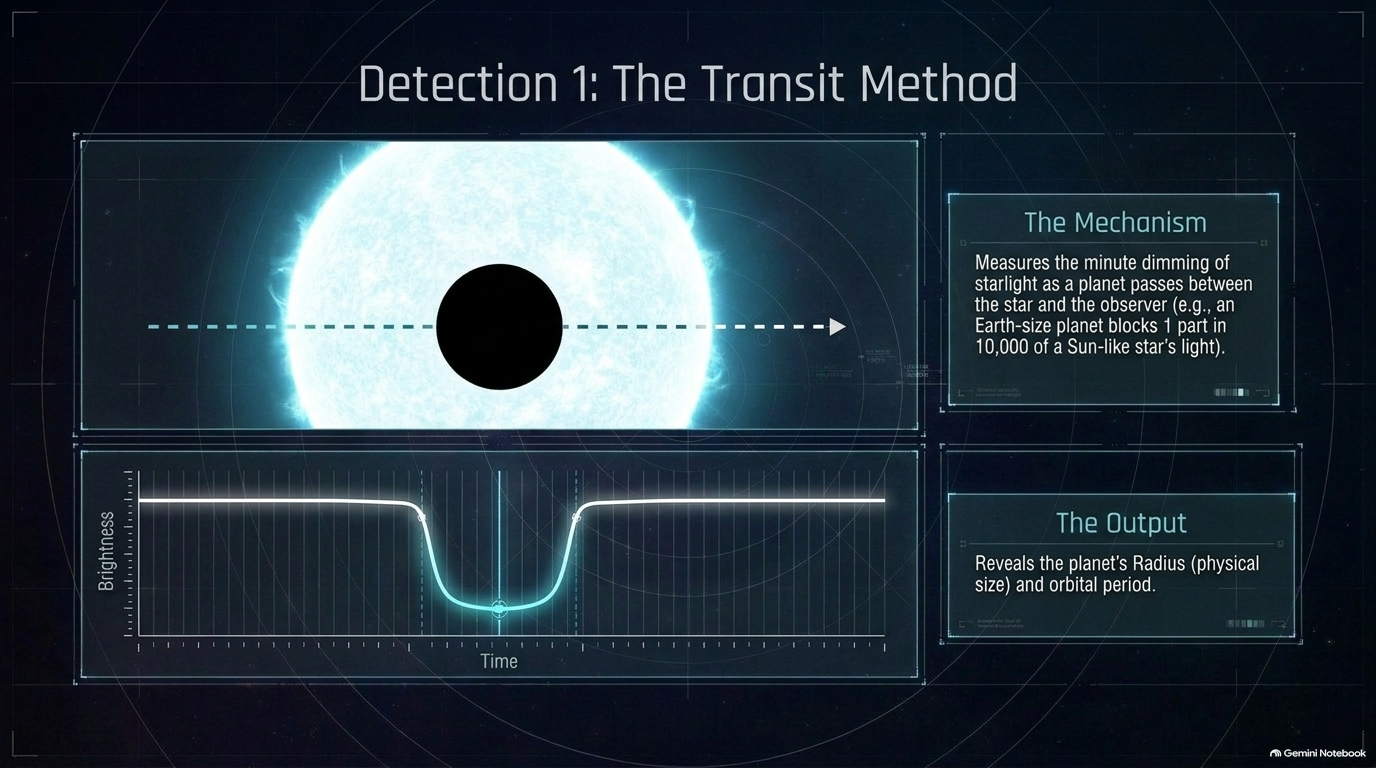 Detection 1: The Transit Method
The Mechanism
Measures the minute dimming of
starlight as a planet passes between
the star and the observer (e.g., an
Earth-size planet blocks 1 part in
10,000 of a Sun-like star's light).
Brightness
Time
The Output
Reveals the planet's Radius (physical
size) and orbital period.
Gemini Notebook